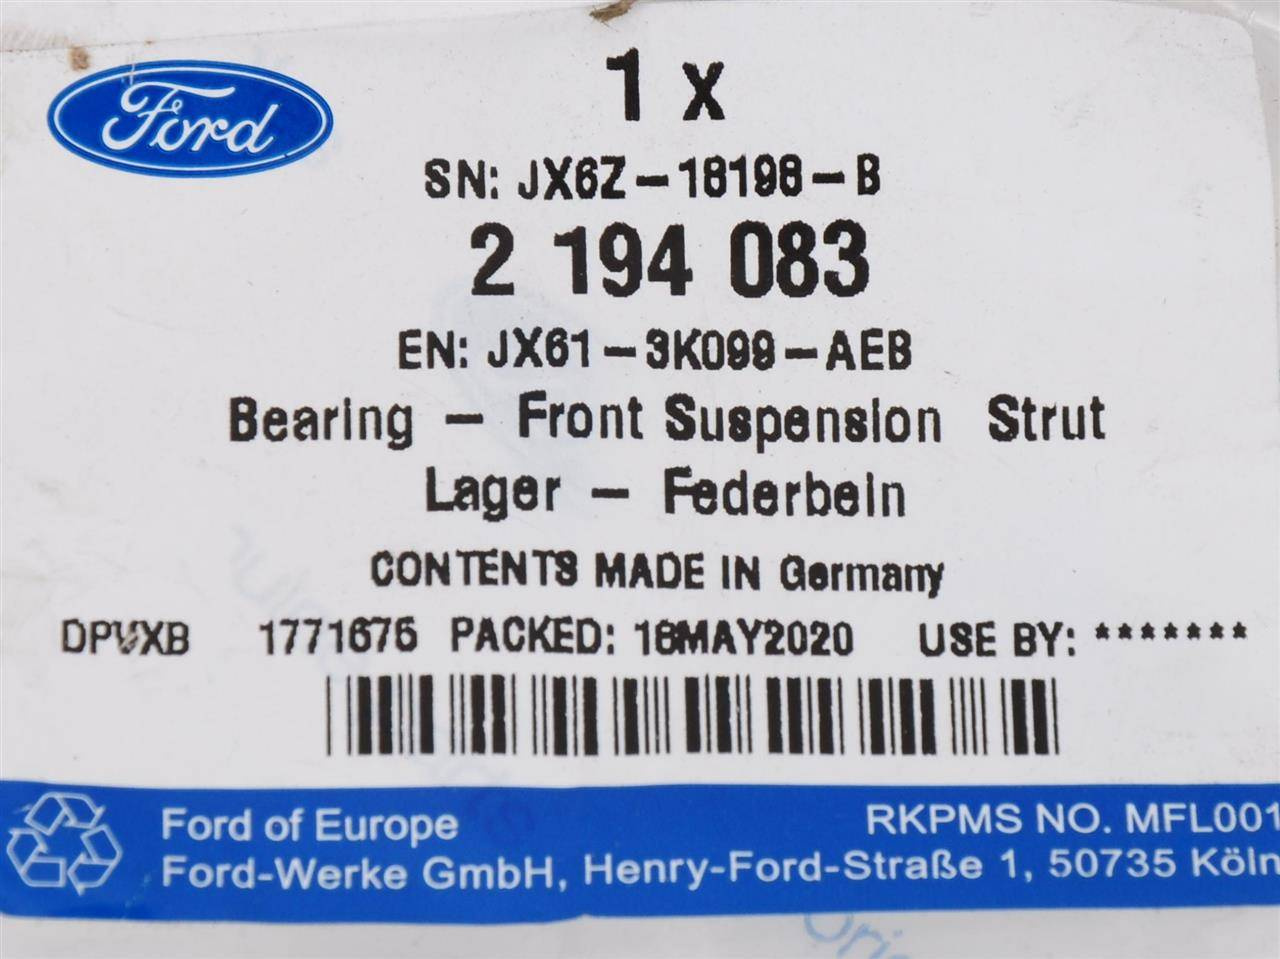 Ford
1 x
SN: JX6Z-18198-B
2 194 083
EN: JX61-3K099-AEB
Bearing - Front Suspension Strut
Lager - Federbein
CONTENTS MADE IN Germany
DPVXB 1771675 PACKED: 18MAY2020 USE BY: *******
Ford of Europe RKPMS NO. MFL001
Ford-Werke GmbH, Henry-Ford-Straße 1, 50735 Köln